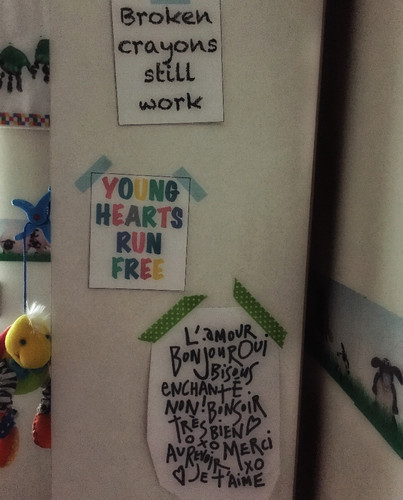 Broken
crayons
still
work
YOUNG
HEARTS
RUN
FREE
L'AMOUR
BONJOUR OUI
BISOUS
ENCHANTÉ
NON! BONSOIR
TRÈS BIEN ♡
OXO MERCI
AU REVOIR XO
♡ JE T'AIME